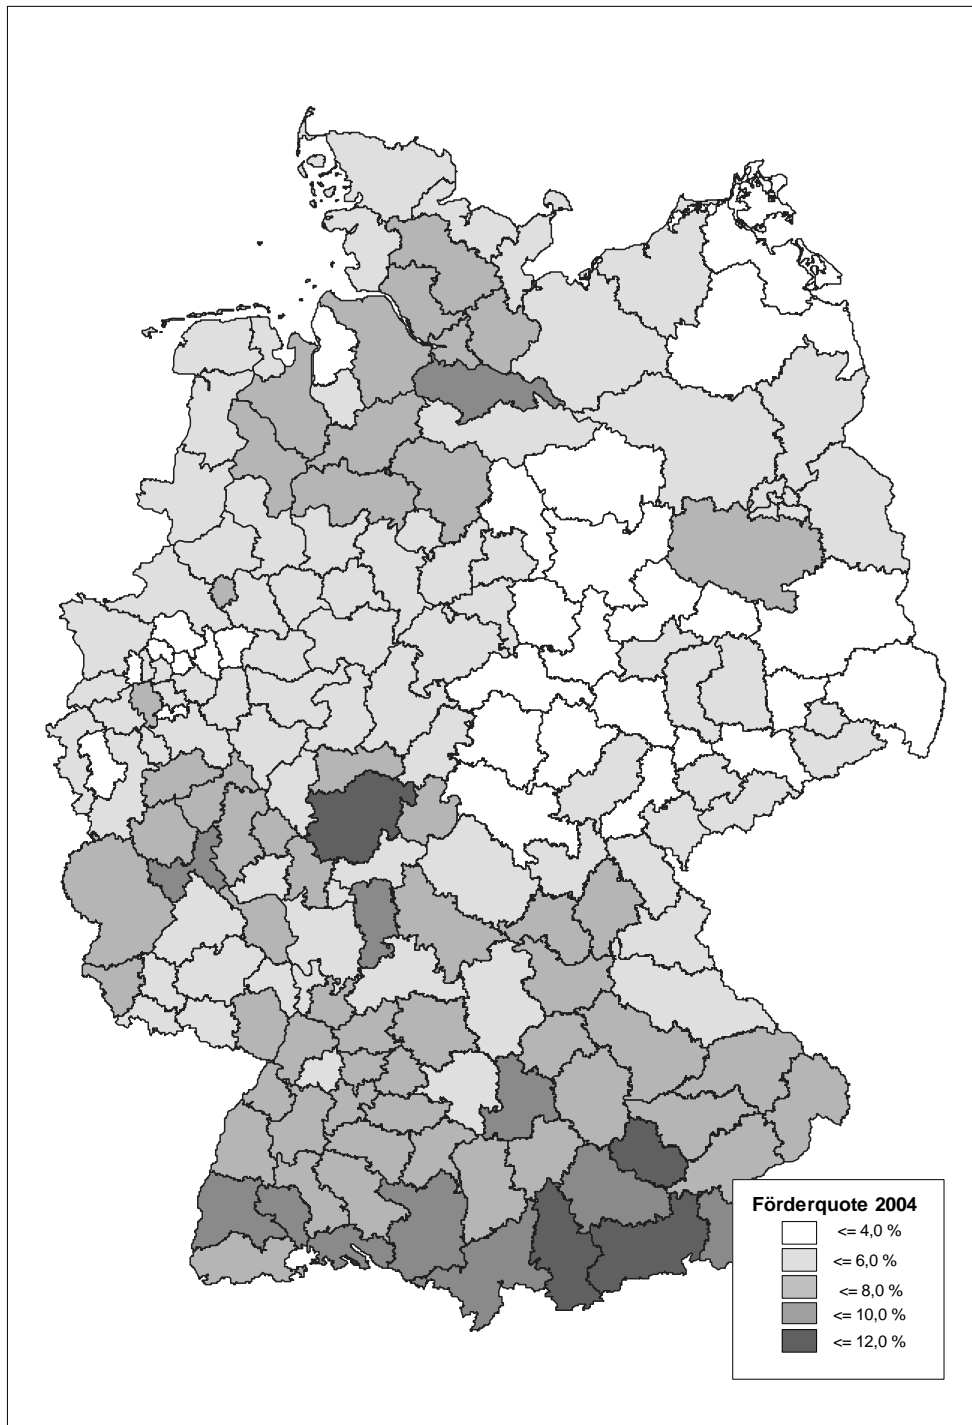 Förderquote 2004
<= 4,0 %
<= 6,0 %
<= 8,0 %
<= 10,0 %
<= 12,0 %